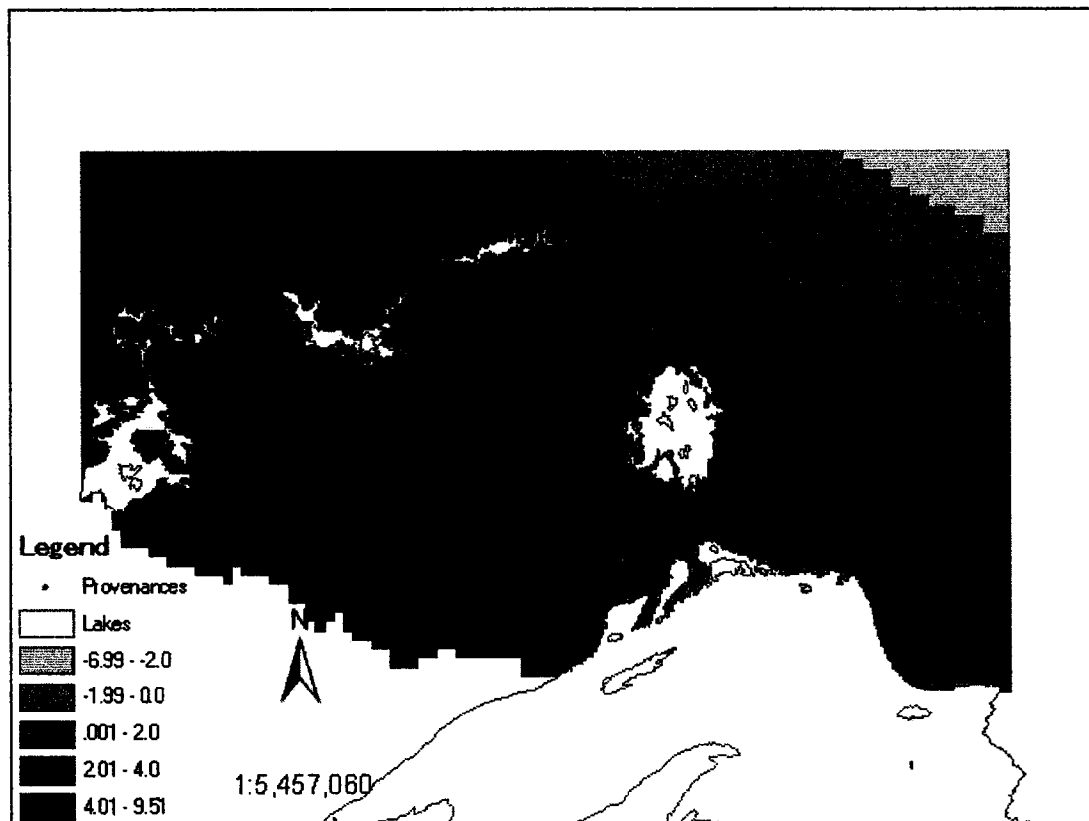 Legend
Provenances
Lakes
-6.99 - -2.0
-1.99 - 0.0
.001 - 2.0
2.01 - 4.0
4.01 - 9.51
N
1:5,457,060